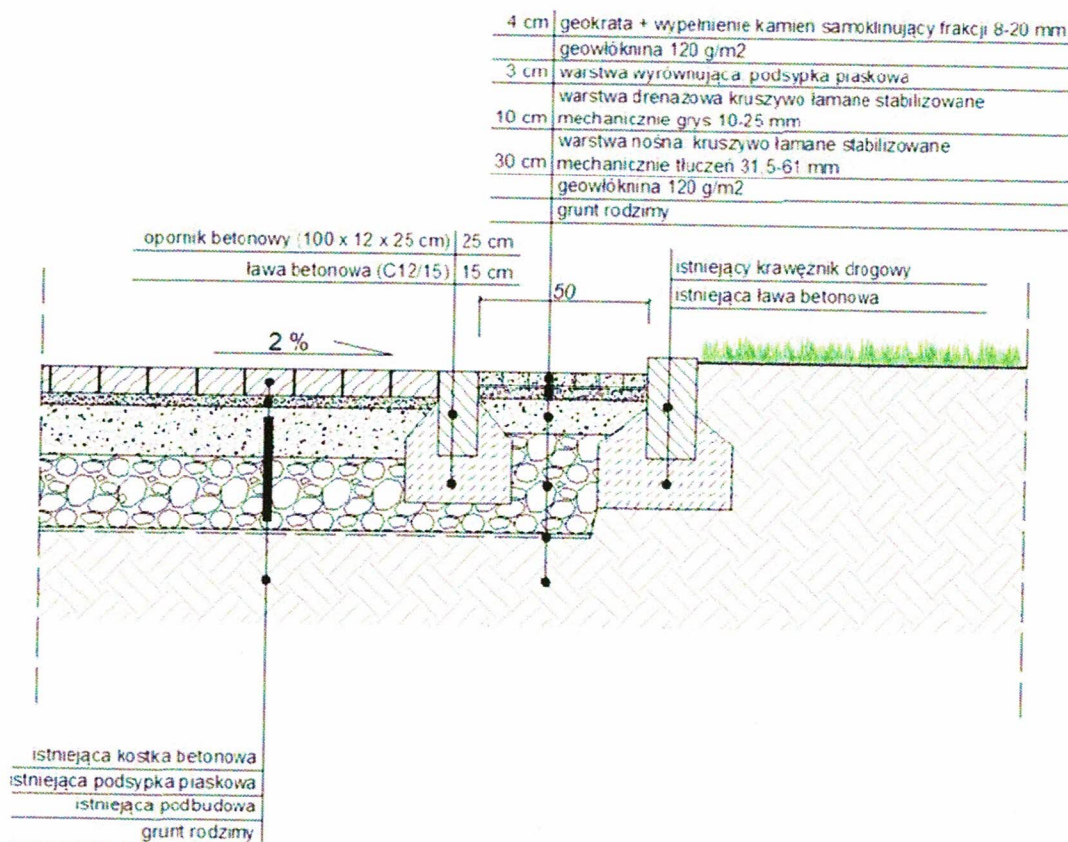 4 cm geokrata + wypełnienie kamień samoklinujący frakcji 8-20 mm
geowłóknina 120 g/m2
3 cm warstwa wyrównująca podsypka piaskowa
warstwa drenażowa kruszywo łamane stabilizowane
10 cm mechanicznie grys 10-25 mm
warstwa nośna kruszywo łamane stabilizowane
30 cm mechanicznie tłuczeń 31,5-61 mm
geowłóknina 120 g/m2
grunt rodzimy
opornik betonowy (100 x 12 x 25 cm) 25 cm
ława betonowa (C12/15) 15 cm
istniejący krawężnik drogowy
istniejąca ława betonowa
50
2 %
istniejąca kostka betonowa
istniejąca podsypka piaskowa
istniejąca podbudowa
grunt rodzimy